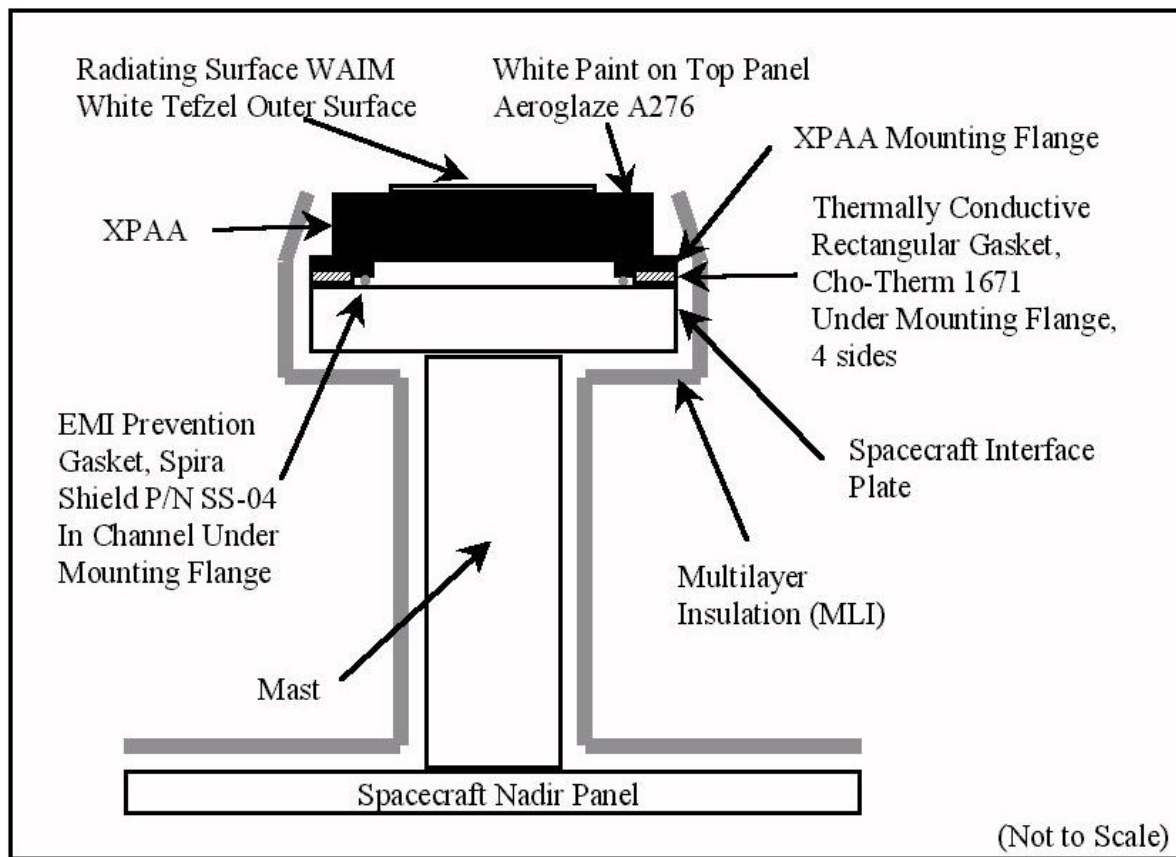 Radiating Surface WAIM
White Tefzel Outer Surface
White Paint on Top Panel
Aeroglaze A276
XPAA Mounting Flange
XPAA
Thermally Conductive
Rectangular Gasket,
Cho-Therm 1671
Under Mounting Flange,
4 sides
EMI Prevention
Gasket, Spira
Shield P/N SS-04
In Channel Under
Mounting Flange
Spacecraft Interface
Plate
Multilayer
Insulation (MLI)
Mast
Spacecraft Nadir Panel
(Not to Scale)